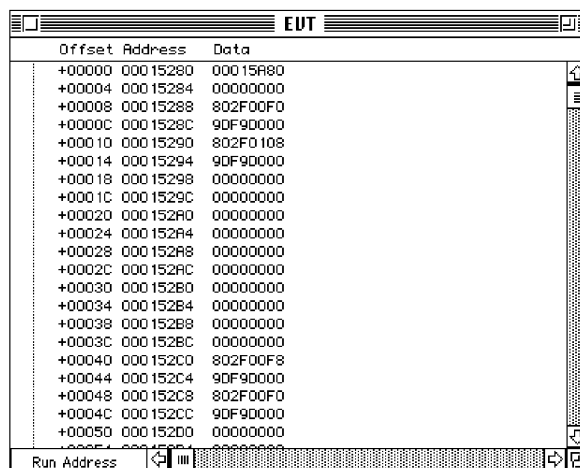 EVT
Offset Address Data
+00000 00015280 00015A80
+00004 00015284 00000000
+00008 00015288 802F00F0
+0000C 0001528C 9DF9D000
+00010 00015290 802F0108
+00014 00015294 9DF9D000
+00018 00015298 00000000
+0001C 0001529C 00000000
+00020 000152A0 00000000
+00024 000152A4 00000000
+00028 000152A8 00000000
+0002C 000152AC 00000000
+00030 000152B0 00000000
+00034 000152B4 00000000
+00038 000152B8 00000000
+0003C 000152BC 00000000
+00040 000152C0 802F00F8
+00044 000152C4 9DF9D000
+00048 000152C8 802F00F0
+0004C 000152CC 9DF9D000
+00050 000152D0 00000000
Run Address